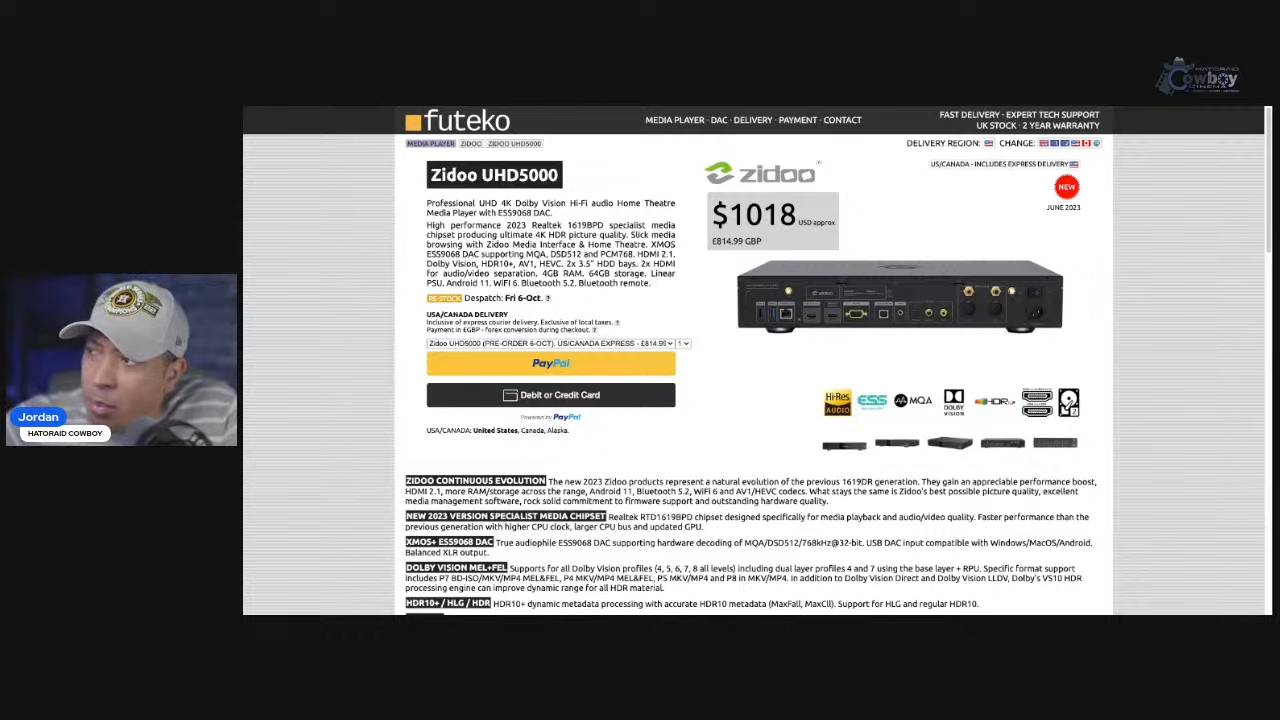 COWBOY
CINEMA
futeko
MEDIA PLAYER · DAC · DELIVERY · PAYMENT · CONTACT
FAST DELIVERY · EXPERT TECH SUPPORT
UK STOCK · 2 YEAR WARRANTY
MEDIA PLAYER ZIDOO ZIDOO UHD5000
DELIVERY REGION: CHANGE:
Zidoo UHD5000
zidoo
US/CANADA - INCLUDES EXPRESS DELIVERY
NEW
JUNE 2023
Professional UHD 4K Dolby Vision Hi-Fi audio Home Theatre
Media Player with ES9068 DAC.
$1018 USD approx
£814.99 GBP
High performance 2023 Realtek 1619BPD specialist media
chipset producing ultimate 4K HDR picture quality. Slick media
browsing with Zidoo Media Interface & Home Theatre. XMOS
ESS9068 DAC supporting MQA, DSD512 and PCM768. HDMI 2.1.
Dolby Vision, HDR10+, AV1, HEVC. 2x 3.5" HDD bays. 2x HDMI
for audio/video separation. 4GB RAM. 64GB storage. Linear
PSU. Android 11. WiFI 6. Bluetooth 5.2. Bluetooth remote.
RE-STOCK Despatch: Fri 6-Oct. ?
USA/CANADA DELIVERY
Inclusive of express courier delivery. Exclusive of local taxes. ?
Payment in £GBP - forex conversion during checkout. ?
Zidoo UHD5000 (PRE-ORDER 6-OCT). US/CANADA EXPRESS - £814.99 1
PayPal
Debit or Credit Card
Powered by PayPal
USA/CANADA: United States, Canada, Alaska.
Hi-Res
AUDIO
ESS
MQA
DOLBY
VISION
HDR
Jordan
HATORAID COWBOY
ZIDOO CONTINUOUS EVOLUTION The new 2023 Zidoo products represent a natural evolution of the previous 1619DR generation. They gain an appreciable performance boost,
HDMI 2.1, more RAM/storage across the range, Android 11, Bluetooth 5.2, WiFi 6 and AV1/HEVC codecs. What stays the same is Zidoo's best possible picture quality, excellent
media management software, rock solid commitment to firmware support and outstanding hardware quality.
NEW 2023 VERSION SPECIALIST MEDIA CHIPSET Realtek RTD1619BPD chipset designed specifically for media playback and audio/video quality. Faster performance than the
previous generation with higher CPU clock, larger CPU bus and updated GPU.
XMOS+ ESS9068 DAC True audiophile ESS9068 DAC supporting hardware decoding of MQA/DSD512/768kHz@32-bit. USB DAC input compatible with Windows/MacOS/Android.
Balanced XLR output.
DOLBY VISION MEL+FEL Supports for all Dolby Vision profiles (4, 5, 6, 7, 8 all levels) including dual layer profiles 4 and 7 using the base layer + RPU. Specific format support
includes P7 BD-ISO/MKV/MP4 MEL&FEL, P4 MKV/MP4 MEL&FEL, P5 MKV/MP4 and P8 in MKV/MP4. In addition to Dolby Vision Direct and Dolby Vision LLDV, Dolby's VS10 HDR
processing engine can improve dynamic range for all HDR material.
HDR10+ / HLG / HDR HDR10+ dynamic metadata processing with accurate HDR10 metadata (MaxFall, MaxCll). Support for HLG and regular HDR10.